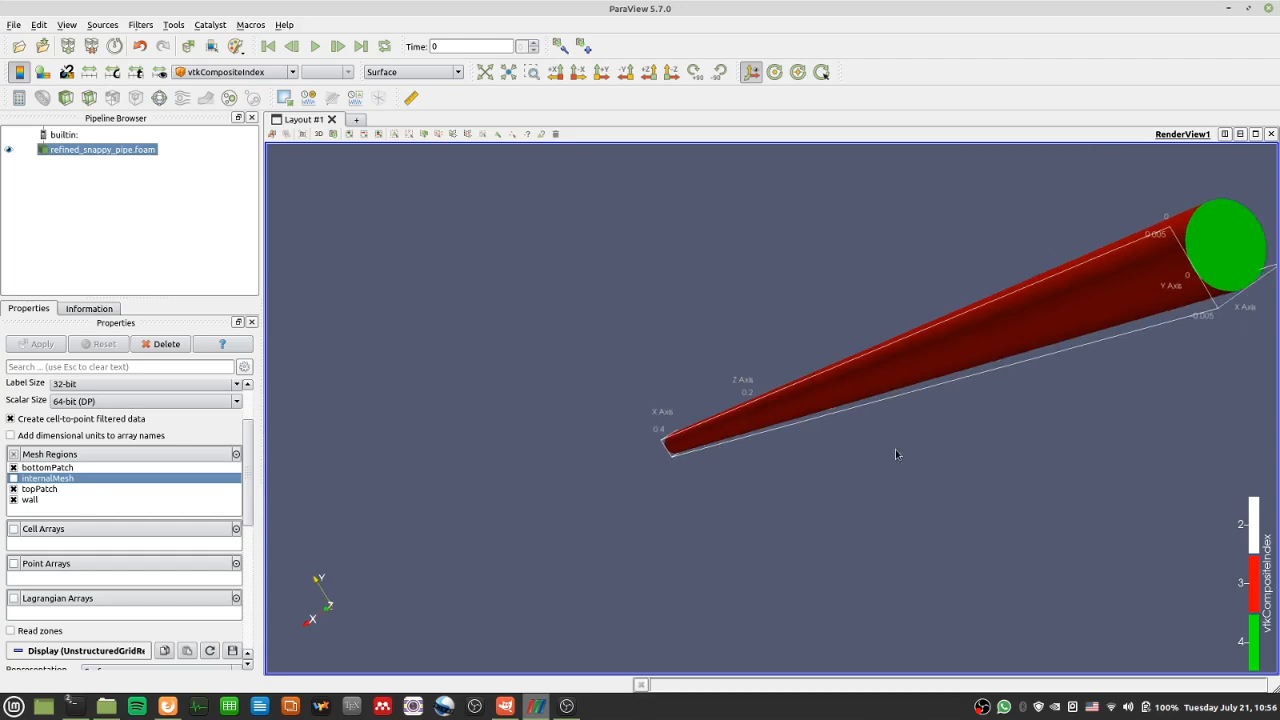 ParaView 5.7.0
File Edit View Sources Filters Tools Catalyst Macros Help
Time: 0 0
vtkCompositeIndex Surface
Pipeline Browser
builtin:
refined_snappy_pipe.foam
Properties Information
Properties
Apply Reset Delete ?
Search ... (use Esc to clear text)
Label Size 32-bit
Scalar Size 64-bit (DP)
Create cell-to-point filtered data
Add dimensional units to array names
Mesh Regions
bottomPatch
internalMesh
topPatch
wall
Cell Arrays
Point Arrays
Lagrangian Arrays
Read zones
Display (UnstructuredGridRe
Layout #1 +
3D
RenderView1
0
0.005
0
Y Axis
X Axis
0.005
Z Axis
0.2
X Axis
0.4
Y
Z
X
2
3
4
vtkCompositeIndex
100% Tuesday July 21, 10:56